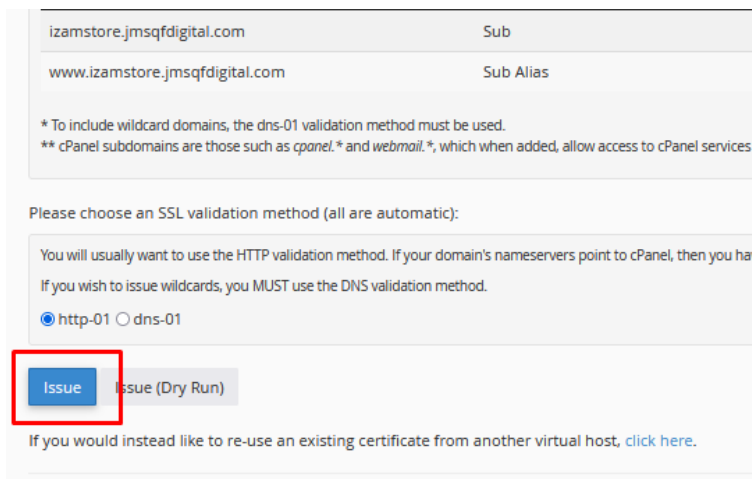 izamstore.jmsqfdigital.com Sub
www.izamstore.jmsqfdigital.com Sub Alias
* To include wildcard domains, the dns-01 validation method must be used.
** cPanel subdomains are those such as cpanel.* and webmail.*, which when added, allow access to cPanel services
Please choose an SSL validation method (all are automatic):
You will usually want to use the HTTP validation method. If your domain's nameservers point to cPanel, then you ha
If you wish to issue wildcards, you MUST use the DNS validation method.
http-01 dns-01
Issue Issue (Dry Run)
If you would instead like to re-use an existing certificate from another virtual host, click here.